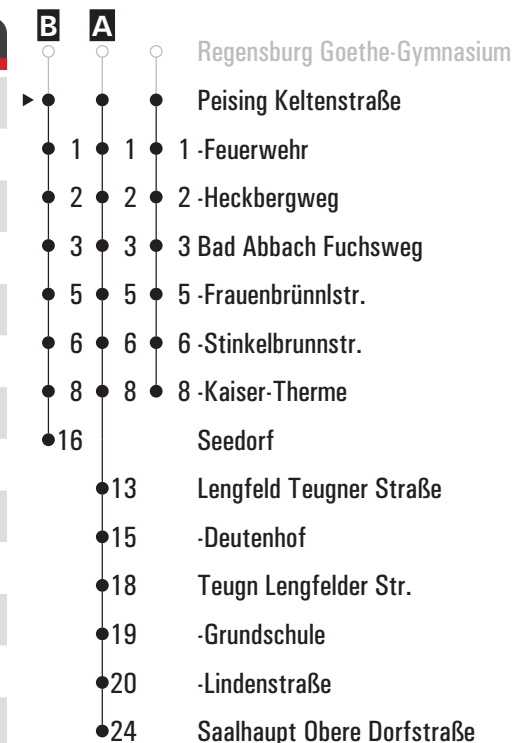 B A
Regensburg Goethe-Gymnasium
Peising Keltenstraße
1 1 1 -Feuerwehr
2 2 2 -Heckbergweg
3 3 3 Bad Abbach Fuchsweg
5 5 5 -Frauenbrünnlstr.
6 6 6 -Stinkelbrunnstr.
8 8 8 -Kaiser-Therme
16 Seedorf
13 Lengfeld Teugner Straße
15 -Deutenhof
18 Teugn Lengfelder Str.
19 -Grundschule
20 -Lindenstraße
24 Saalhaupt Obere Dorfstraße